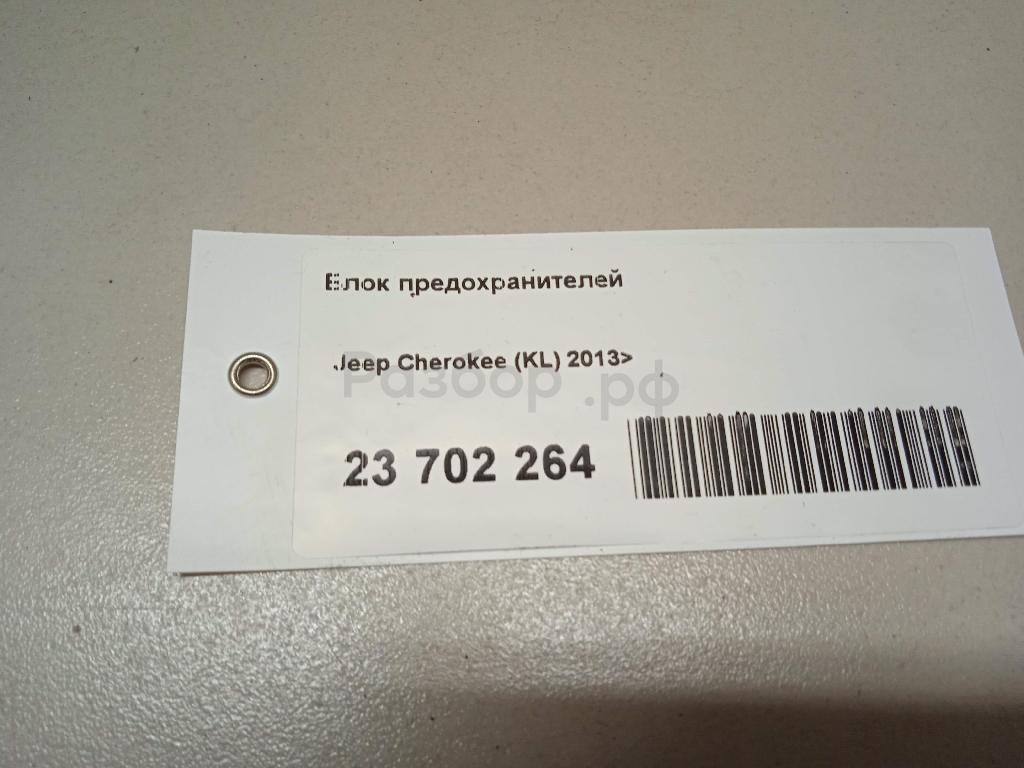 Блок предохранителей
Jeep Cherokee (KL) 2013>
Разбор.рф
23 702 264